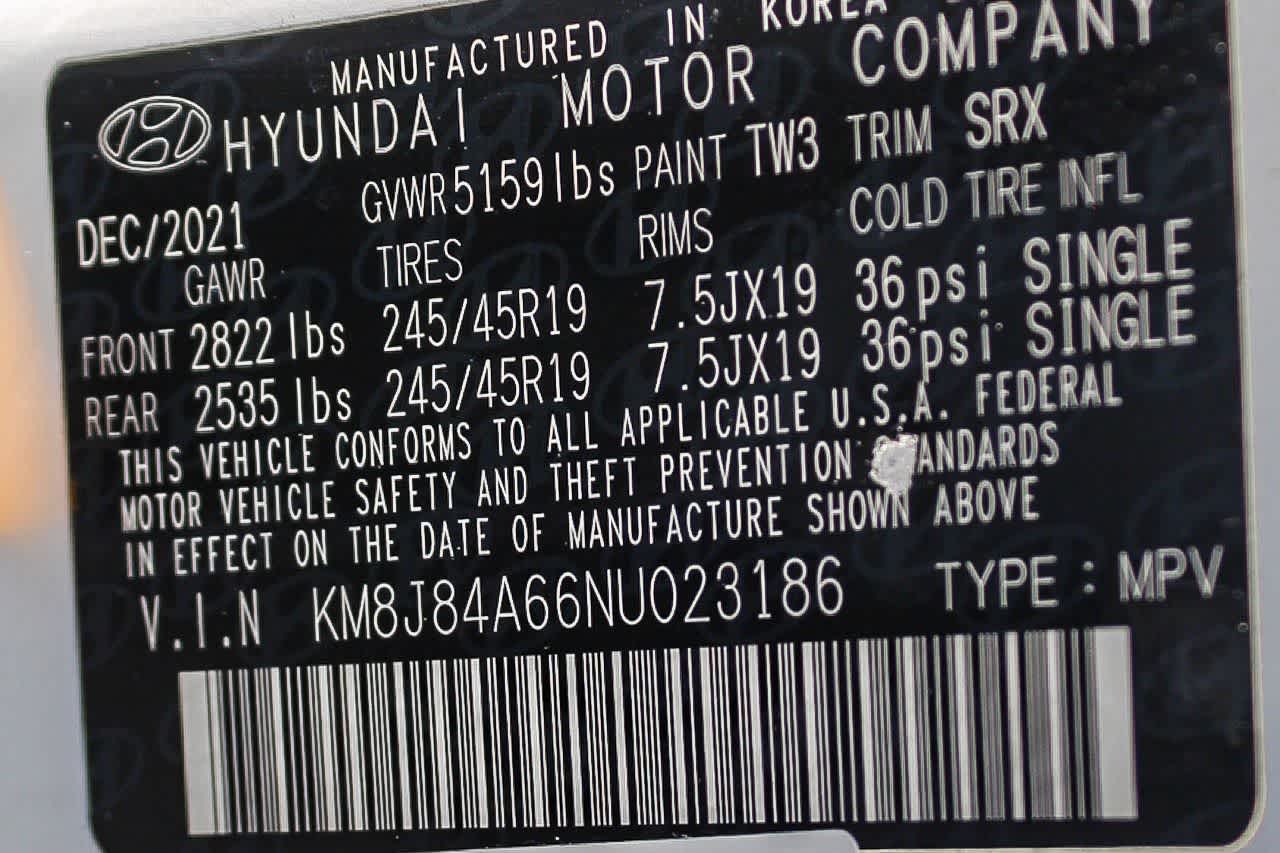 MANUFACTURED IN KOREA
HYUNDAI MOTOR COMPANY
DEC/2021 GVWR 5159 lbs PAINT TW3 TRIM SRX
GAWR TIRES RIMS COLD TIRE INFL
FRONT 2822 lbs 245/45R19 7.5JX19 36psi SINGLE
REAR 2535 lbs 245/45R19 7.5JX19 36psi SINGLE
THIS VEHICLE CONFORMS TO ALL APPLICABLE U.S.A. FEDERAL
MOTOR VEHICLE SAFETY AND THEFT PREVENTION STANDARDS
IN EFFECT ON THE DATE OF MANUFACTURE SHOWN ABOVE
V.I.N KM8J84A66NU023186 TYPE : MPV